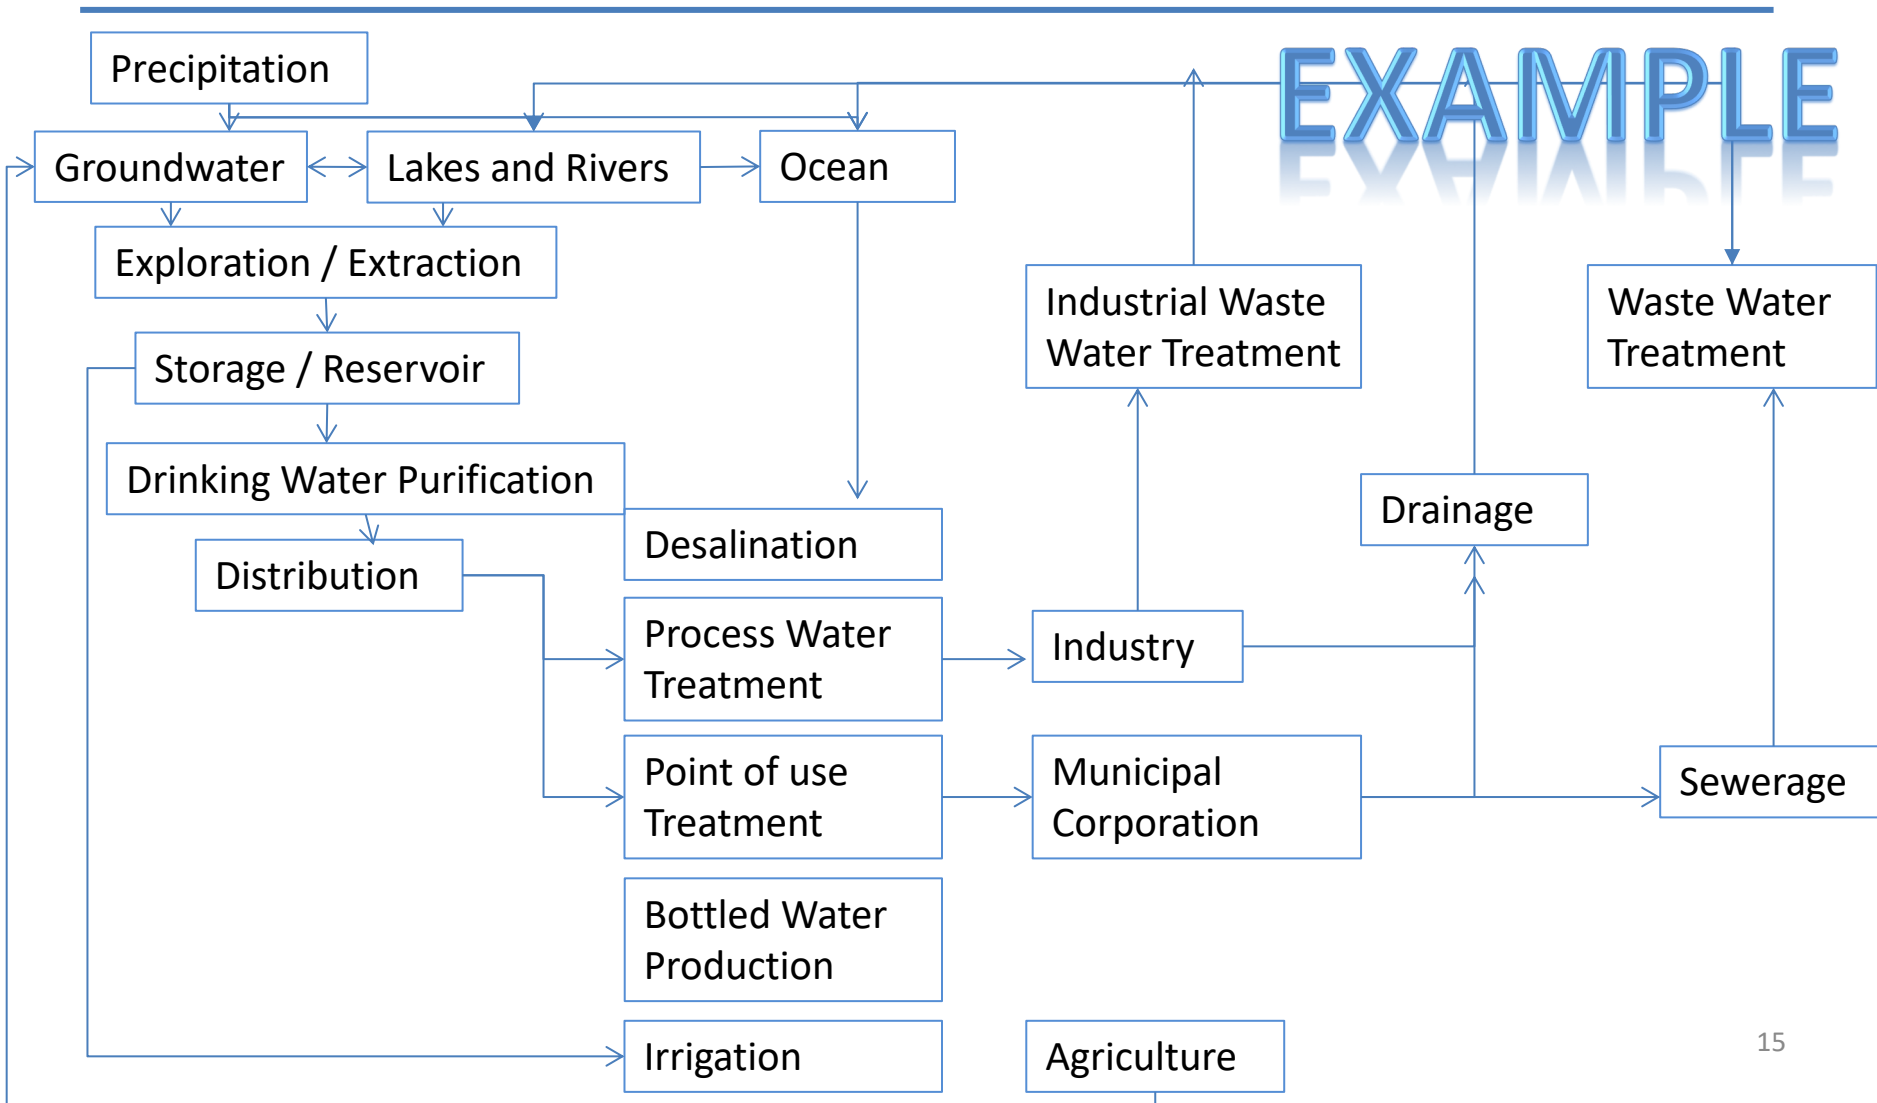 Precipitation
EXAMPLE
Groundwater
Lakes and Rivers
Ocean
Exploration / Extraction
Industrial Waste
Water Treatment
Waste Water
Treatment
Storage / Reservoir
Drinking Water Purification
Drainage
Desalination
Distribution
Process Water
Treatment
Industry
Point of use
Treatment
Municipal
Corporation
Sewerage
Bottled Water
Production
Irrigation
Agriculture
15